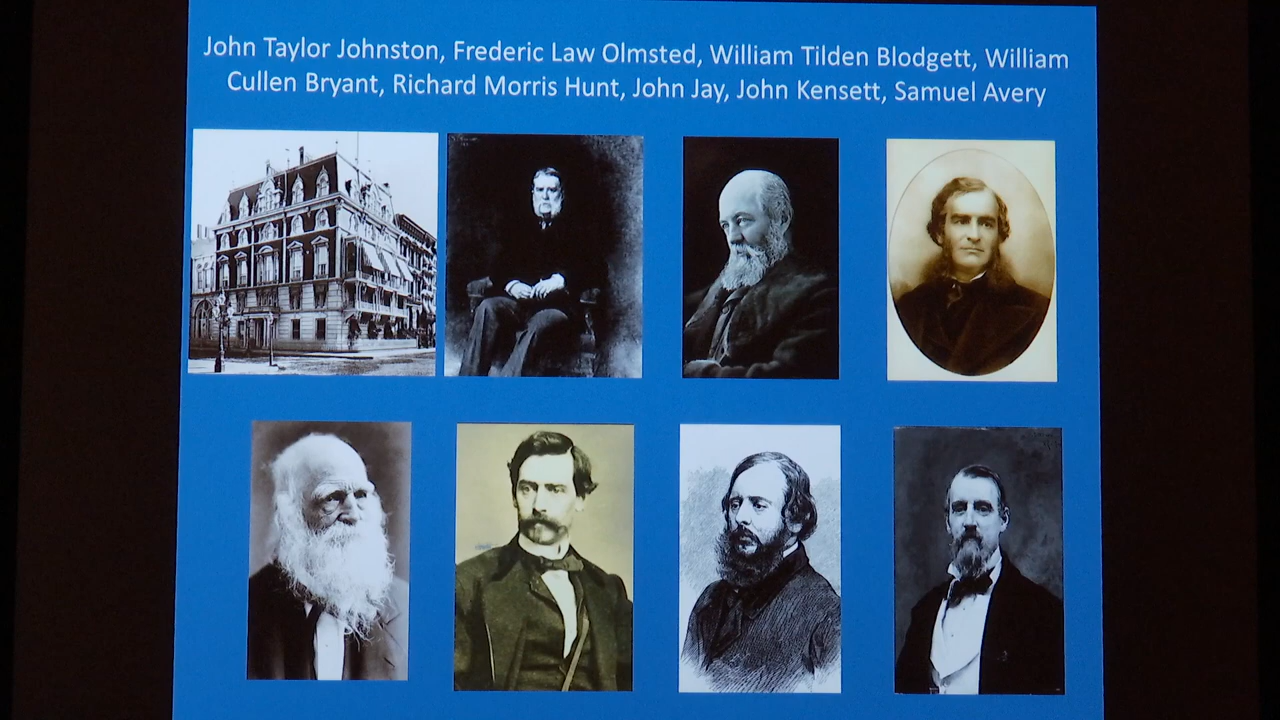 John Taylor Johnston, Frederic Law Olmsted, William Tilden Blodgett, William
Cullen Bryant, Richard Morris Hunt, John Jay, John Kensett, Samuel Avery